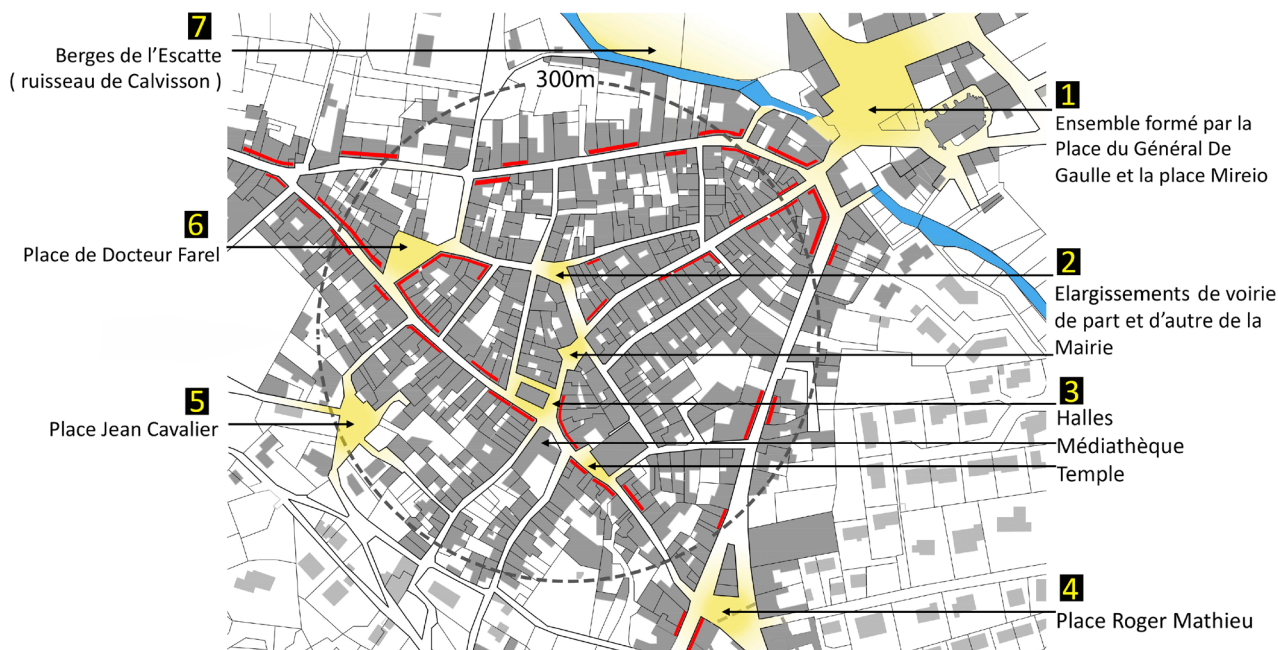 7
Berges de l’Escatte
( ruisseau de Calvisson )
300m
1
Ensemble formé par la
Place du Général De
Gaulle et la place Mireio
6
Place de Docteur Farel
2
Elargissements de voirie
de part et d’autre de la
Mairie
5
Place Jean Cavalier
3
Halles
Médiathèque
Temple
4
Place Roger Mathieu